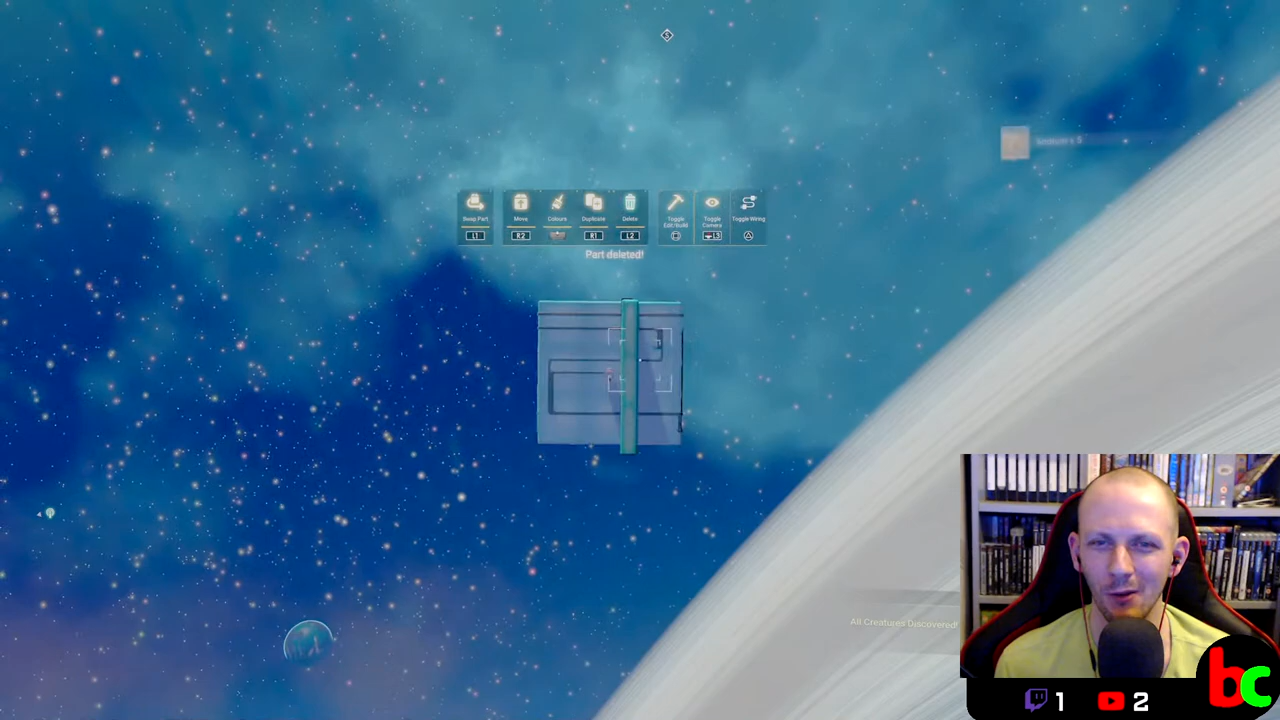 Swap Part
Move
Colours
Duplicate
Delete
Toggle Edit/Build
Toggle Camera
Toggle Wiring
L1
R2
R1
L2
L3
Part deleted!
All Creatures Discovered!
1
2
bc